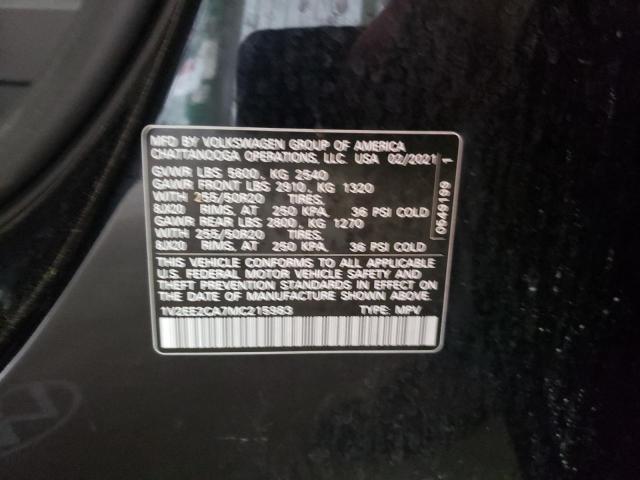 MFD BY VOLKSWAGEN GROUP OF AMERICA
CHATTANOOGA OPERATIONS, LLC. USA 02/2021
GVWR LBS 5600, KG 2540
GAWR FRONT LBS 2910, KG 1320
WITH 255/50R20 TIRES,
8JX20 RIMS, AT 250 KPA, 36 PSI COLD
GAWR REAR LBS 2800, KG 1270
WITH 255/50R20 TIRES,
8JX20 RIMS, AT 250 KPA, 36 PSI COLD
THIS VEHICLE CONFORMS TO ALL APPLICABLE
U.S. FEDERAL MOTOR VEHICLE SAFETY AND
THEFT PREVENTION STANDARDS IN EFFECT ON
THE DATE OF MANUFACTURE SHOWN ABOVE.
1V2EE2CA7MC215983 TYPE: MPV
0649199 1